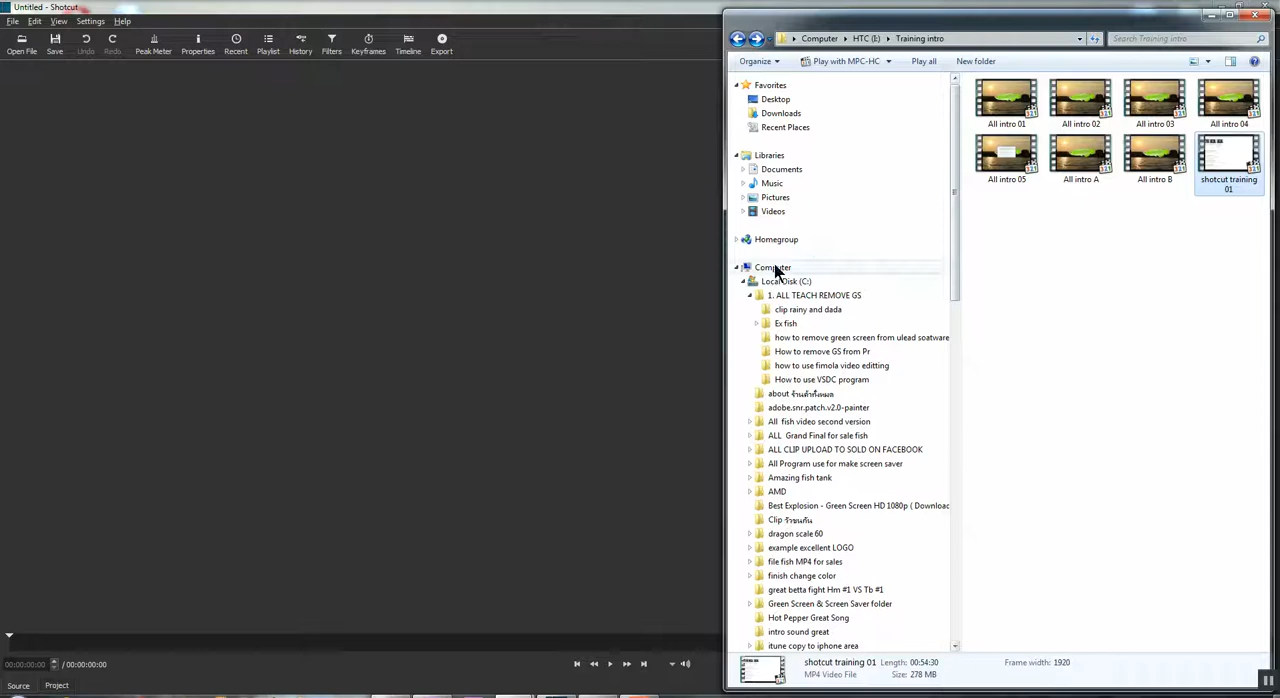 Untitled - Shotcut
File Edit View Settings Help
Open File Save Undo Redo Peak Meter Properties Recent Playlist History Filters Keyframes Timeline Export
00:00:00:00 / 00:00:00:00
Source Project
Computer HTC (E:) Training intro
Search Training intro
Organize Play with MPC-HC Play all New folder
Favorites
Desktop
Downloads
Recent Places
Libraries
Documents
Music
Pictures
Videos
Homegroup
Computer
Local Disk (C:)
1. ALL TEACH REMOVE GS
clip rainy and dada
Ex fish
how to remove green screen from ulead soatware
How to remove GS from Pr
how to use fimola video editting
How to use VSDC program
about ร้านค้าทั้งหมด
adobe.snr.patch.v2.0-painter
All fish video second version
ALL Grand Final for sale fish
ALL CLIP UPLOAD TO SOLD ON FACEBOOK
All Program use for make screen saver
Amazing fish tank
AMD
Best Explosion - Green Screen HD 1080p ( Downloac
Clip วัวชนกัน
dragon scale 60
example excellent LOGO
file fish MP4 for sales
finish change color
great betta fight Hm #1 VS Tb #1
Green Screen & Screen Saver folder
Hot Pepper Great Song
intro sound great
itune copy to iphone area
All intro 01 All intro 02 All intro 03 All intro 04
All intro 05 All intro A All intro B shotcut training
01
shotcut training 01 Length: 00:54:30 Frame width: 1920
MP4 Video File Size: 278 MB